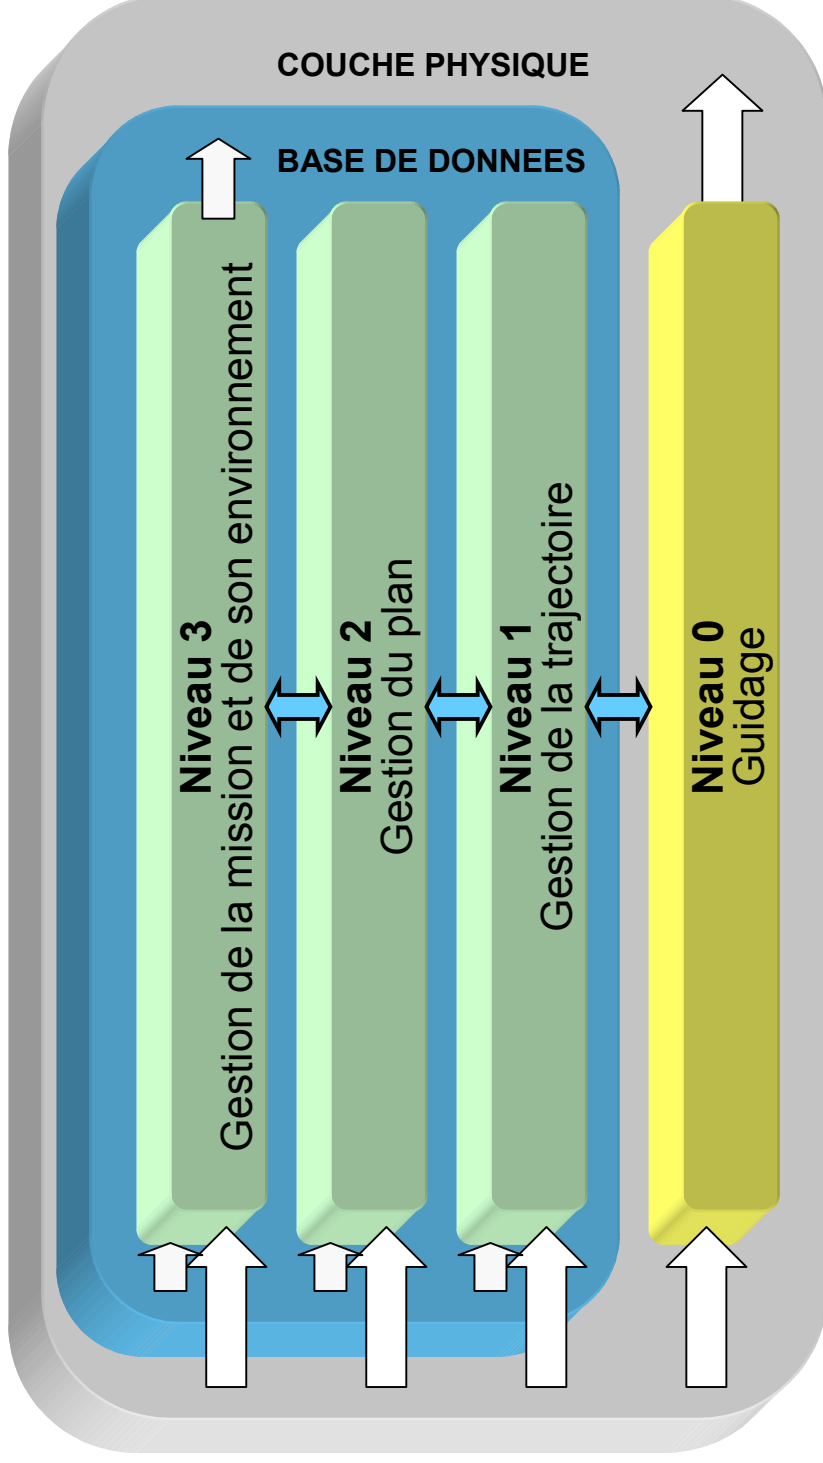 COUCHE PHYSIQUE
BASE DE DONNEES
Niveau 3
Gestion de la mission et de son environnement
Niveau 2
Gestion du plan
Niveau 1
Gestion de la trajectoire
Niveau 0
Guidage